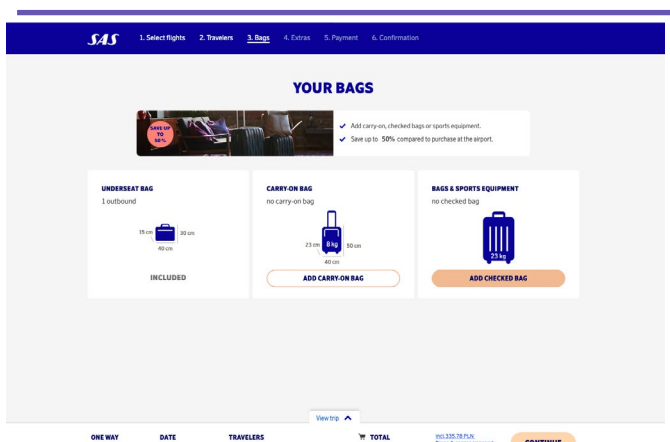 SAS
1. Select flights 2. Travelers 3. Bags 4. Extras 5. Payment 6. Confirmation
YOUR BAGS
SAVE UP
TO
50%
Add carry-on, checked bags or sports equipment.
Save up to 50% compared to purchase at the airport.
UNDERSEAT BAG
1 outbound
15 cm
30 cm
40 cm
INCLUDED
CARRY-ON BAG
no carry-on bag
23 cm
8 kg
50 cm
40 cm
ADD CARRY-ON BAG
BAGS & SPORTS EQUIPMENT
no checked bag
23 kg
ADD CHECKED BAG
View trip
ONE WAY DATE TRAVELERS TOTAL
incl.335.78 PLN
CONTINUE